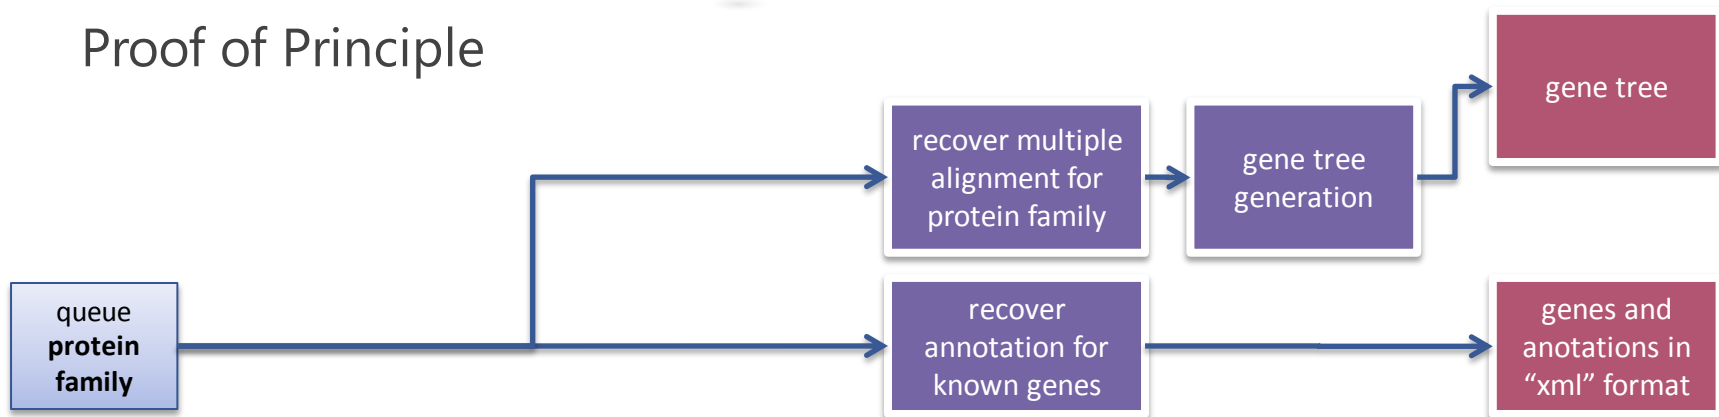 Proof of Principle
gene tree
recover multiple
alignment for
protein family
gene tree
generation
queue
protein
family
recover
annotation for
known genes
genes and
anotations in
“xml” format